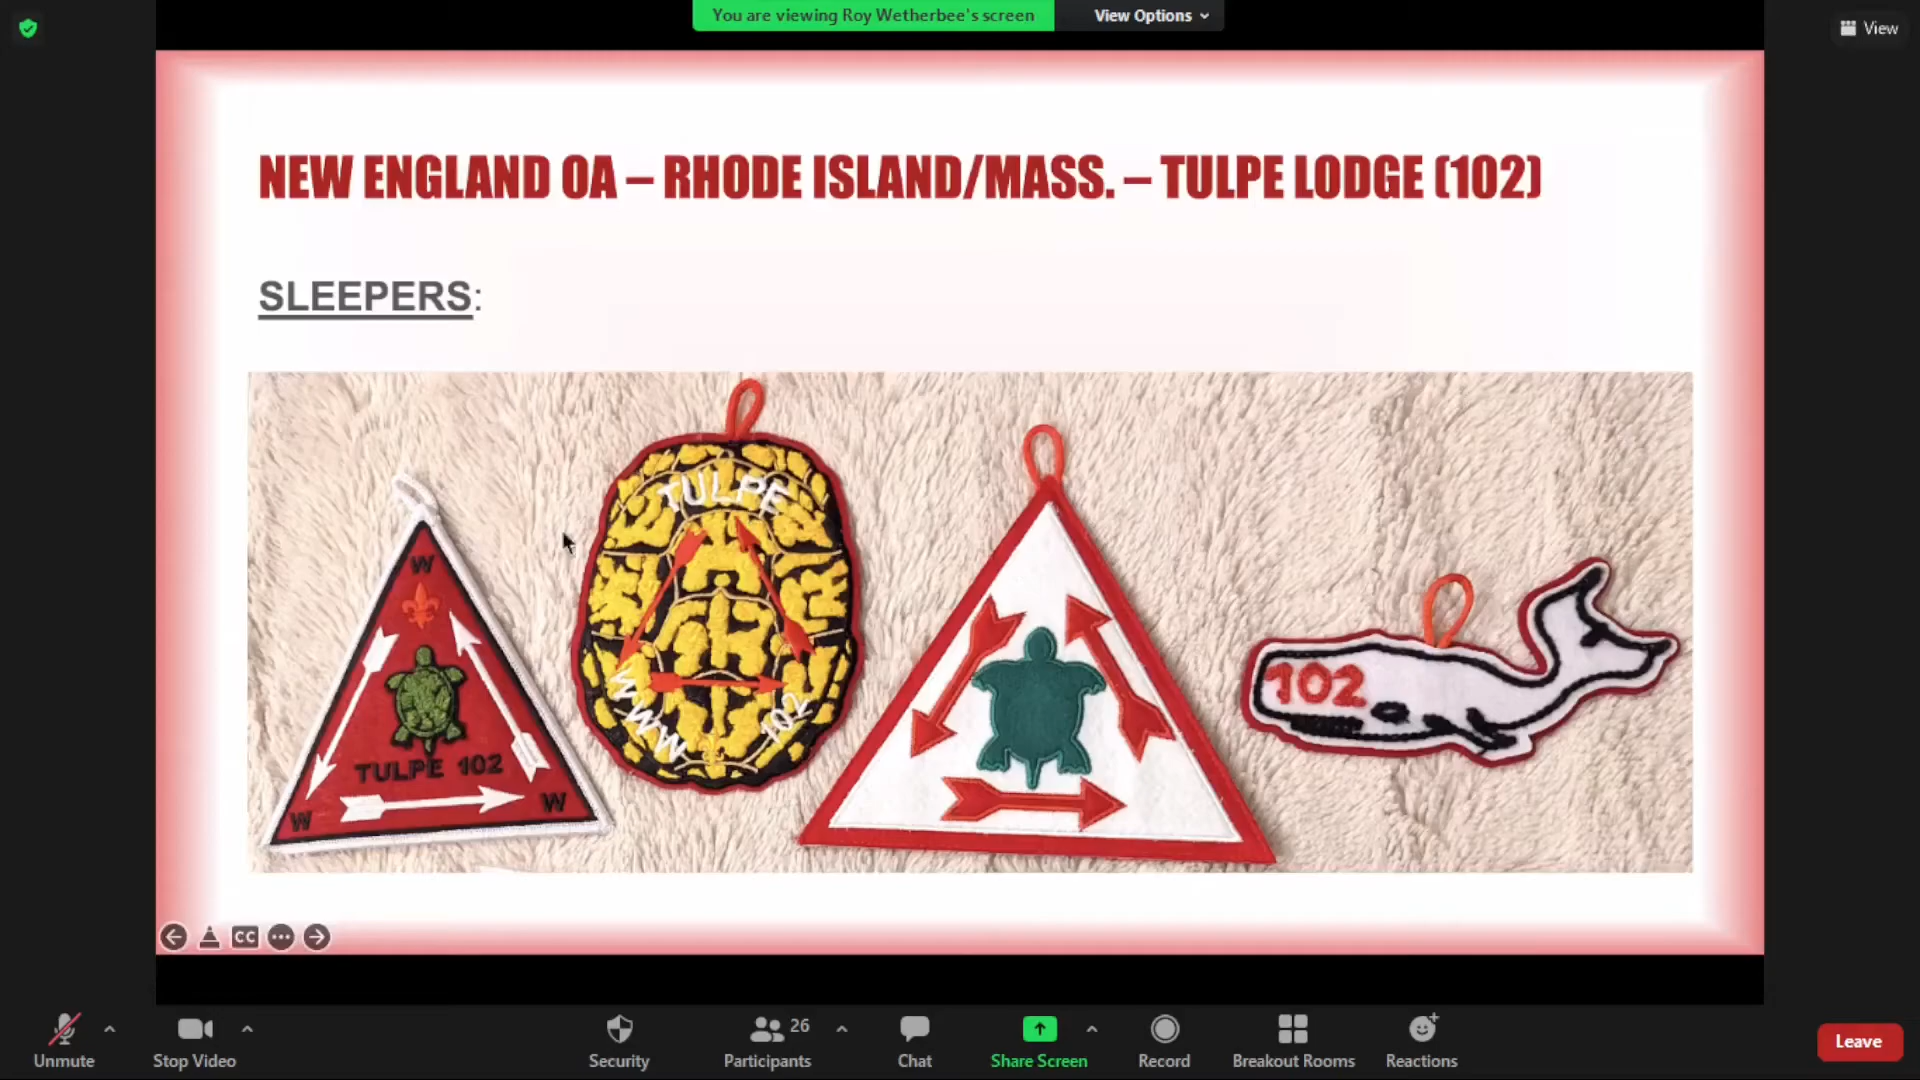 You are viewing Roy Wetherbee's screen
View Options
View
NEW ENGLAND OA – RHODE ISLAND/MASS. – TULPE LODGE (102)
SLEEPERS:
W
TULPE 102
W
W
TULPE
WWW
102
102
CC
Unmute
Stop Video
Security
26
Participants
Chat
Share Screen
Record
Breakout Rooms
Reactions
Leave